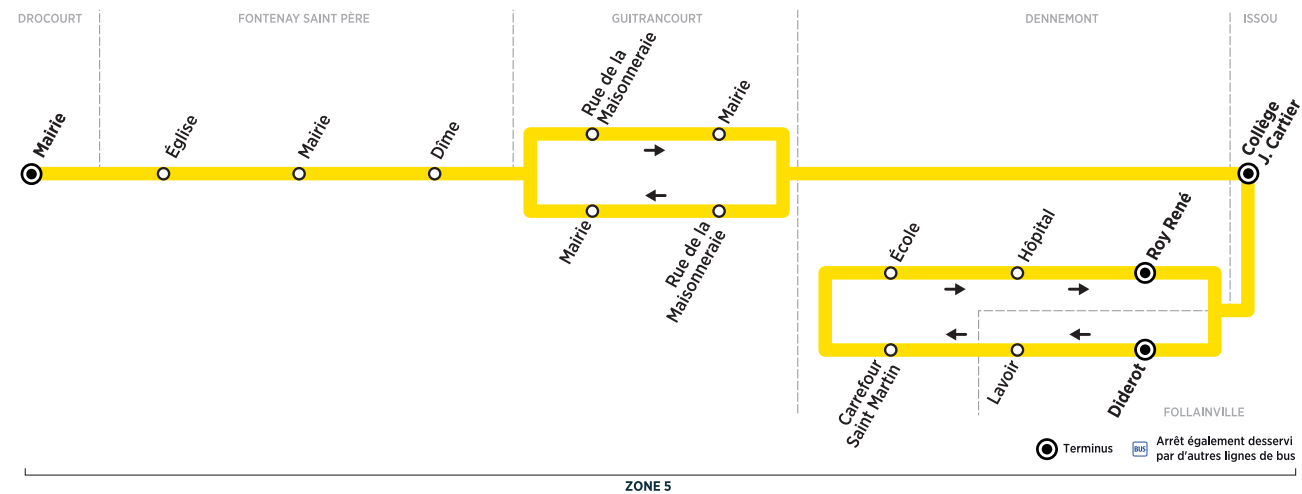 DROCOURT
FONTENAY SAINT PÈRE
GUITRANCOURT
DENNEMONT
ISSOU
Mairie
Église
Mairie
Dîme
Rue de la
Maisonneraie
Mairie
Mairie
Rue de la
Maisonneraie
Collège
J. Cartier
École
Hôpital
Roy René
Carrefour
Saint Martin
Lavoir
Diderot
FOLLAINVILLE
Terminus
BUS
Arrêt également desservi
par d'autres lignes de bus
ZONE 5